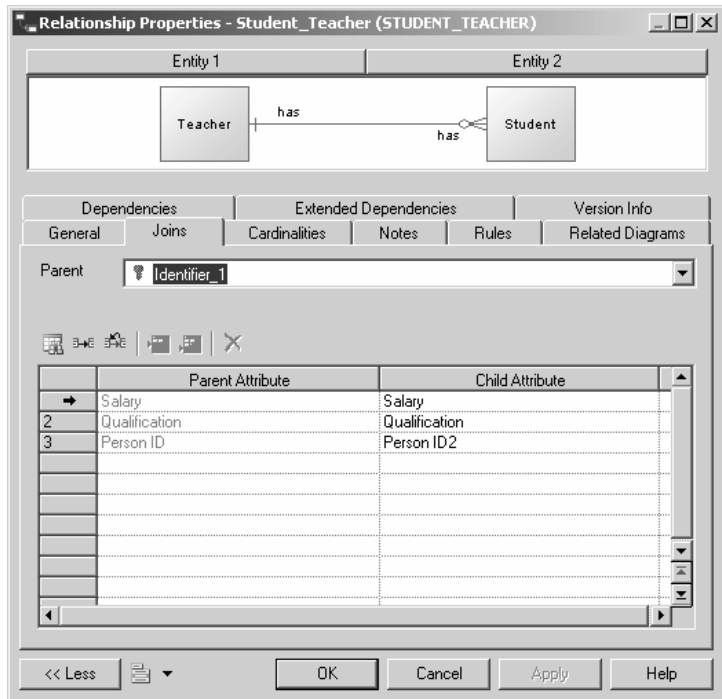 Relationship Properties - Student_Teacher (STUDENT_TEACHER)
Entity 1 Entity 2
Teacher has has Student
Dependencies Extended Dependencies Version Info
General Joins Cardinalities Notes Rules Related Diagrams
Parent Identifier_1
Parent Attribute Child Attribute
Salary Salary
2 Qualification Qualification
3 Person ID Person ID2
<< Less OK Cancel Apply Help